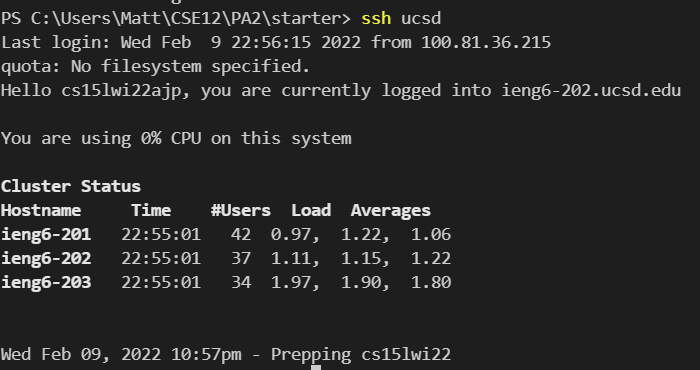 PS C:\Users\Matt\CSE12\PA2\starter> ssh ucsd
Last login: Wed Feb  9 22:56:15 2022 from 100.81.36.215
quota: No filesystem specified.
Hello cs15lwi22ajp, you are currently logged into ieng6-202.ucsd.edu
You are using 0% CPU on this system
Cluster Status
Hostname     Time    #Users  Load  Averages
ieng6-201   22:55:01   42  0.97,  1.22,  1.06
ieng6-202   22:55:01   37  1.11,  1.15,  1.22
ieng6-203   22:55:01   34  1.97,  1.90,  1.80
Wed Feb 09, 2022 10:57pm - Prepping cs15lwi22